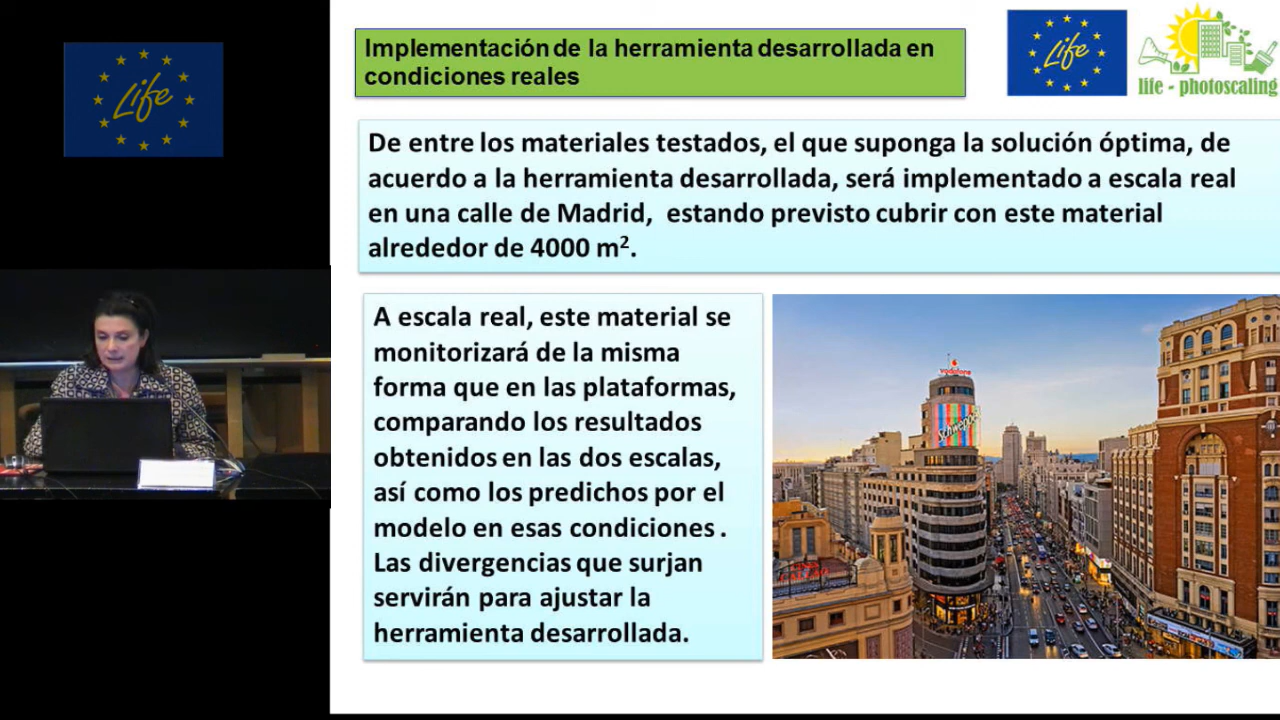 Life
Implementación de la herramienta desarrollada en
condiciones reales
Life
life - photoscaling
De entre los materiales testados, el que suponga la solución óptima, de
acuerdo a la herramienta desarrollada, será implementado a escala real
en una calle de Madrid, estando previsto cubrir con este material
alrededor de 4000 m².
A escala real, este material se
monitorizará de la misma
forma que en las plataformas,
comparando los resultados
obtenidos en las dos escalas,
así como los predichos por el
modelo en esas condiciones .
Las divergencias que surjan
servirán para ajustar la
herramienta desarrollada.
vodafone
Schweppes